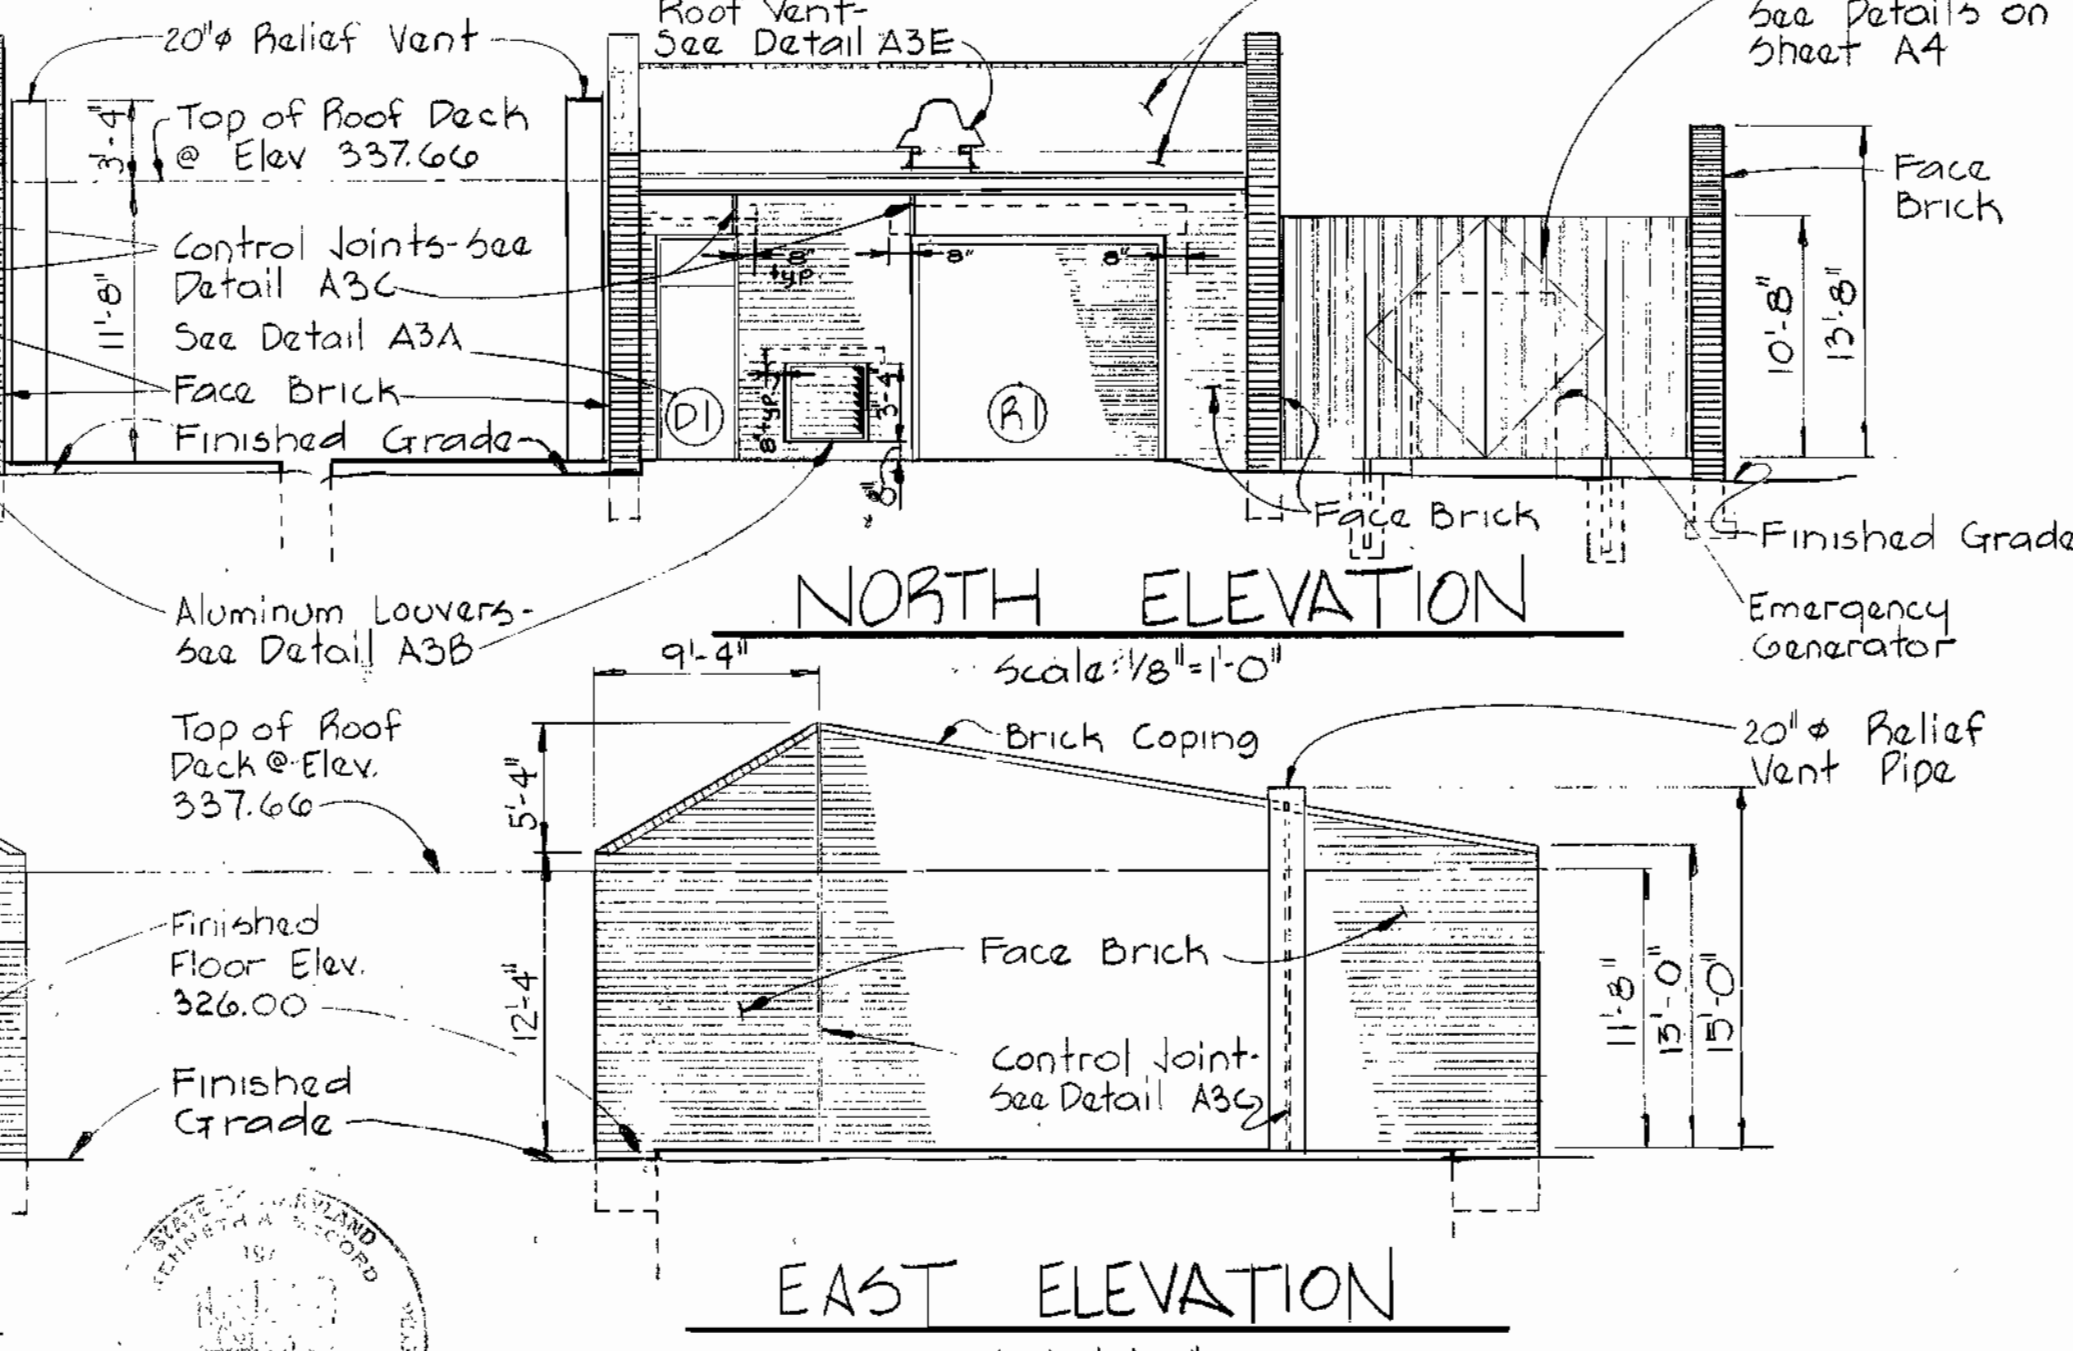 20"ø Relief Vent
Roof Vent-
See Detail A3E
See Details on
Sheet A4
3'-4"
Top of Roof Deck
@ Elev 337.66
Face
Brick
Control Joints-See
Detail A3C
11'-8"
8"
typ.
8"
8"
10'-8"
13'-8"
See Detail A3A
Face Brick
D1
8" typ.
3'-4"
R1
Finished Grade
Face Brick
Finished Grade
NORTH ELEVATION
Scale: 1/8"=1'-0"
Emergency
Generator
Aluminum Louvers-
See Detail A3B
9'-4"
Top of Roof
Deck @ Elev.
337.66
5'-4"
Brick Coping
20"ø Relief
Vent Pipe
Finished
Floor Elev.
326.00
12'-4"
Face Brick
11'-8"
13'-0"
15'-0"
Control Joint-
See Detail A3C
Finished
Grade
STATE MARYLAND
KENNETH A.
EAST ELEVATION